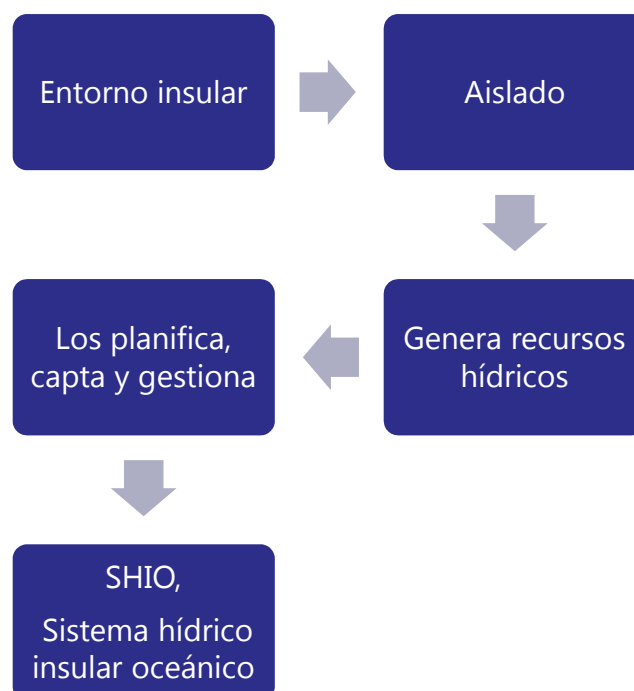 Entorno insular
Aislado
Genera recursos
hídricos
Los planifica,
capta y gestiona
SHIO,
Sistema hídrico
insular oceánico